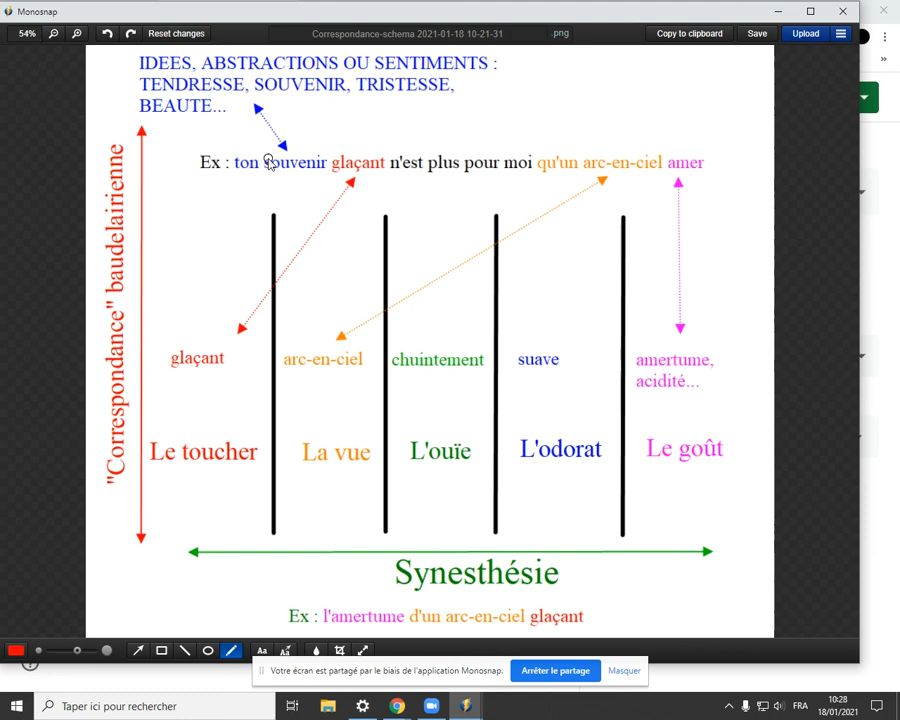 Monosnap
54%
Reset changes
Correspondance-schema 2021-01-18 10-21-31
.png
Copy to clipboard
Save
Upload
IDEES, ABSTRACTIONS OU SENTIMENTS :
TENDRESSE, SOUVENIR, TRISTESSE,
BEAUTE...
Ex : ton souvenir glaçant n'est plus pour moi qu'un arc-en-ciel amer
"Correspondance" baudelairienne
glaçant
arc-en-ciel
chuintement
suave
amertume,
acidité...
Le toucher
La vue
L'ouïe
L'odorat
Le goût
Synesthésie
Ex : l'amertume d'un arc-en-ciel glaçant
Aa
Aa
Votre écran est partagé par le biais de l'application Monosnap.
Arrêter le partage
Masquer
Taper ici pour rechercher
FRA
10:28
18/01/2021